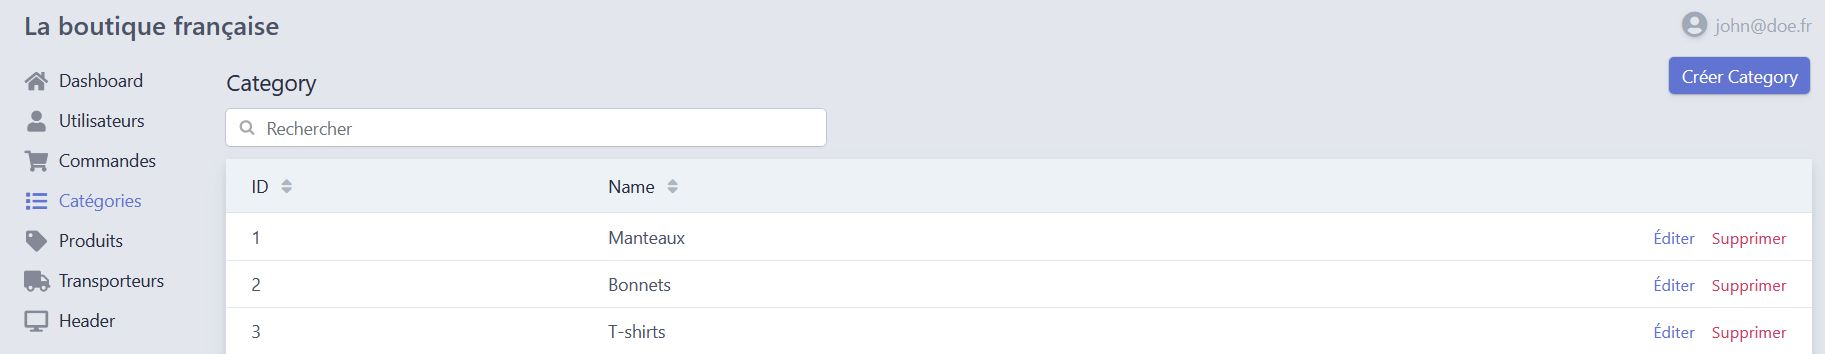 La boutique française
john@doe.fr
Dashboard
Utilisateurs
Commandes
Catégories
Produits
Transporteurs
Header
Category
Créer Category
Rechercher
ID Name
1 Manteaux Éditer Supprimer
2 Bonnets Éditer Supprimer
3 T-shirts Éditer Supprimer